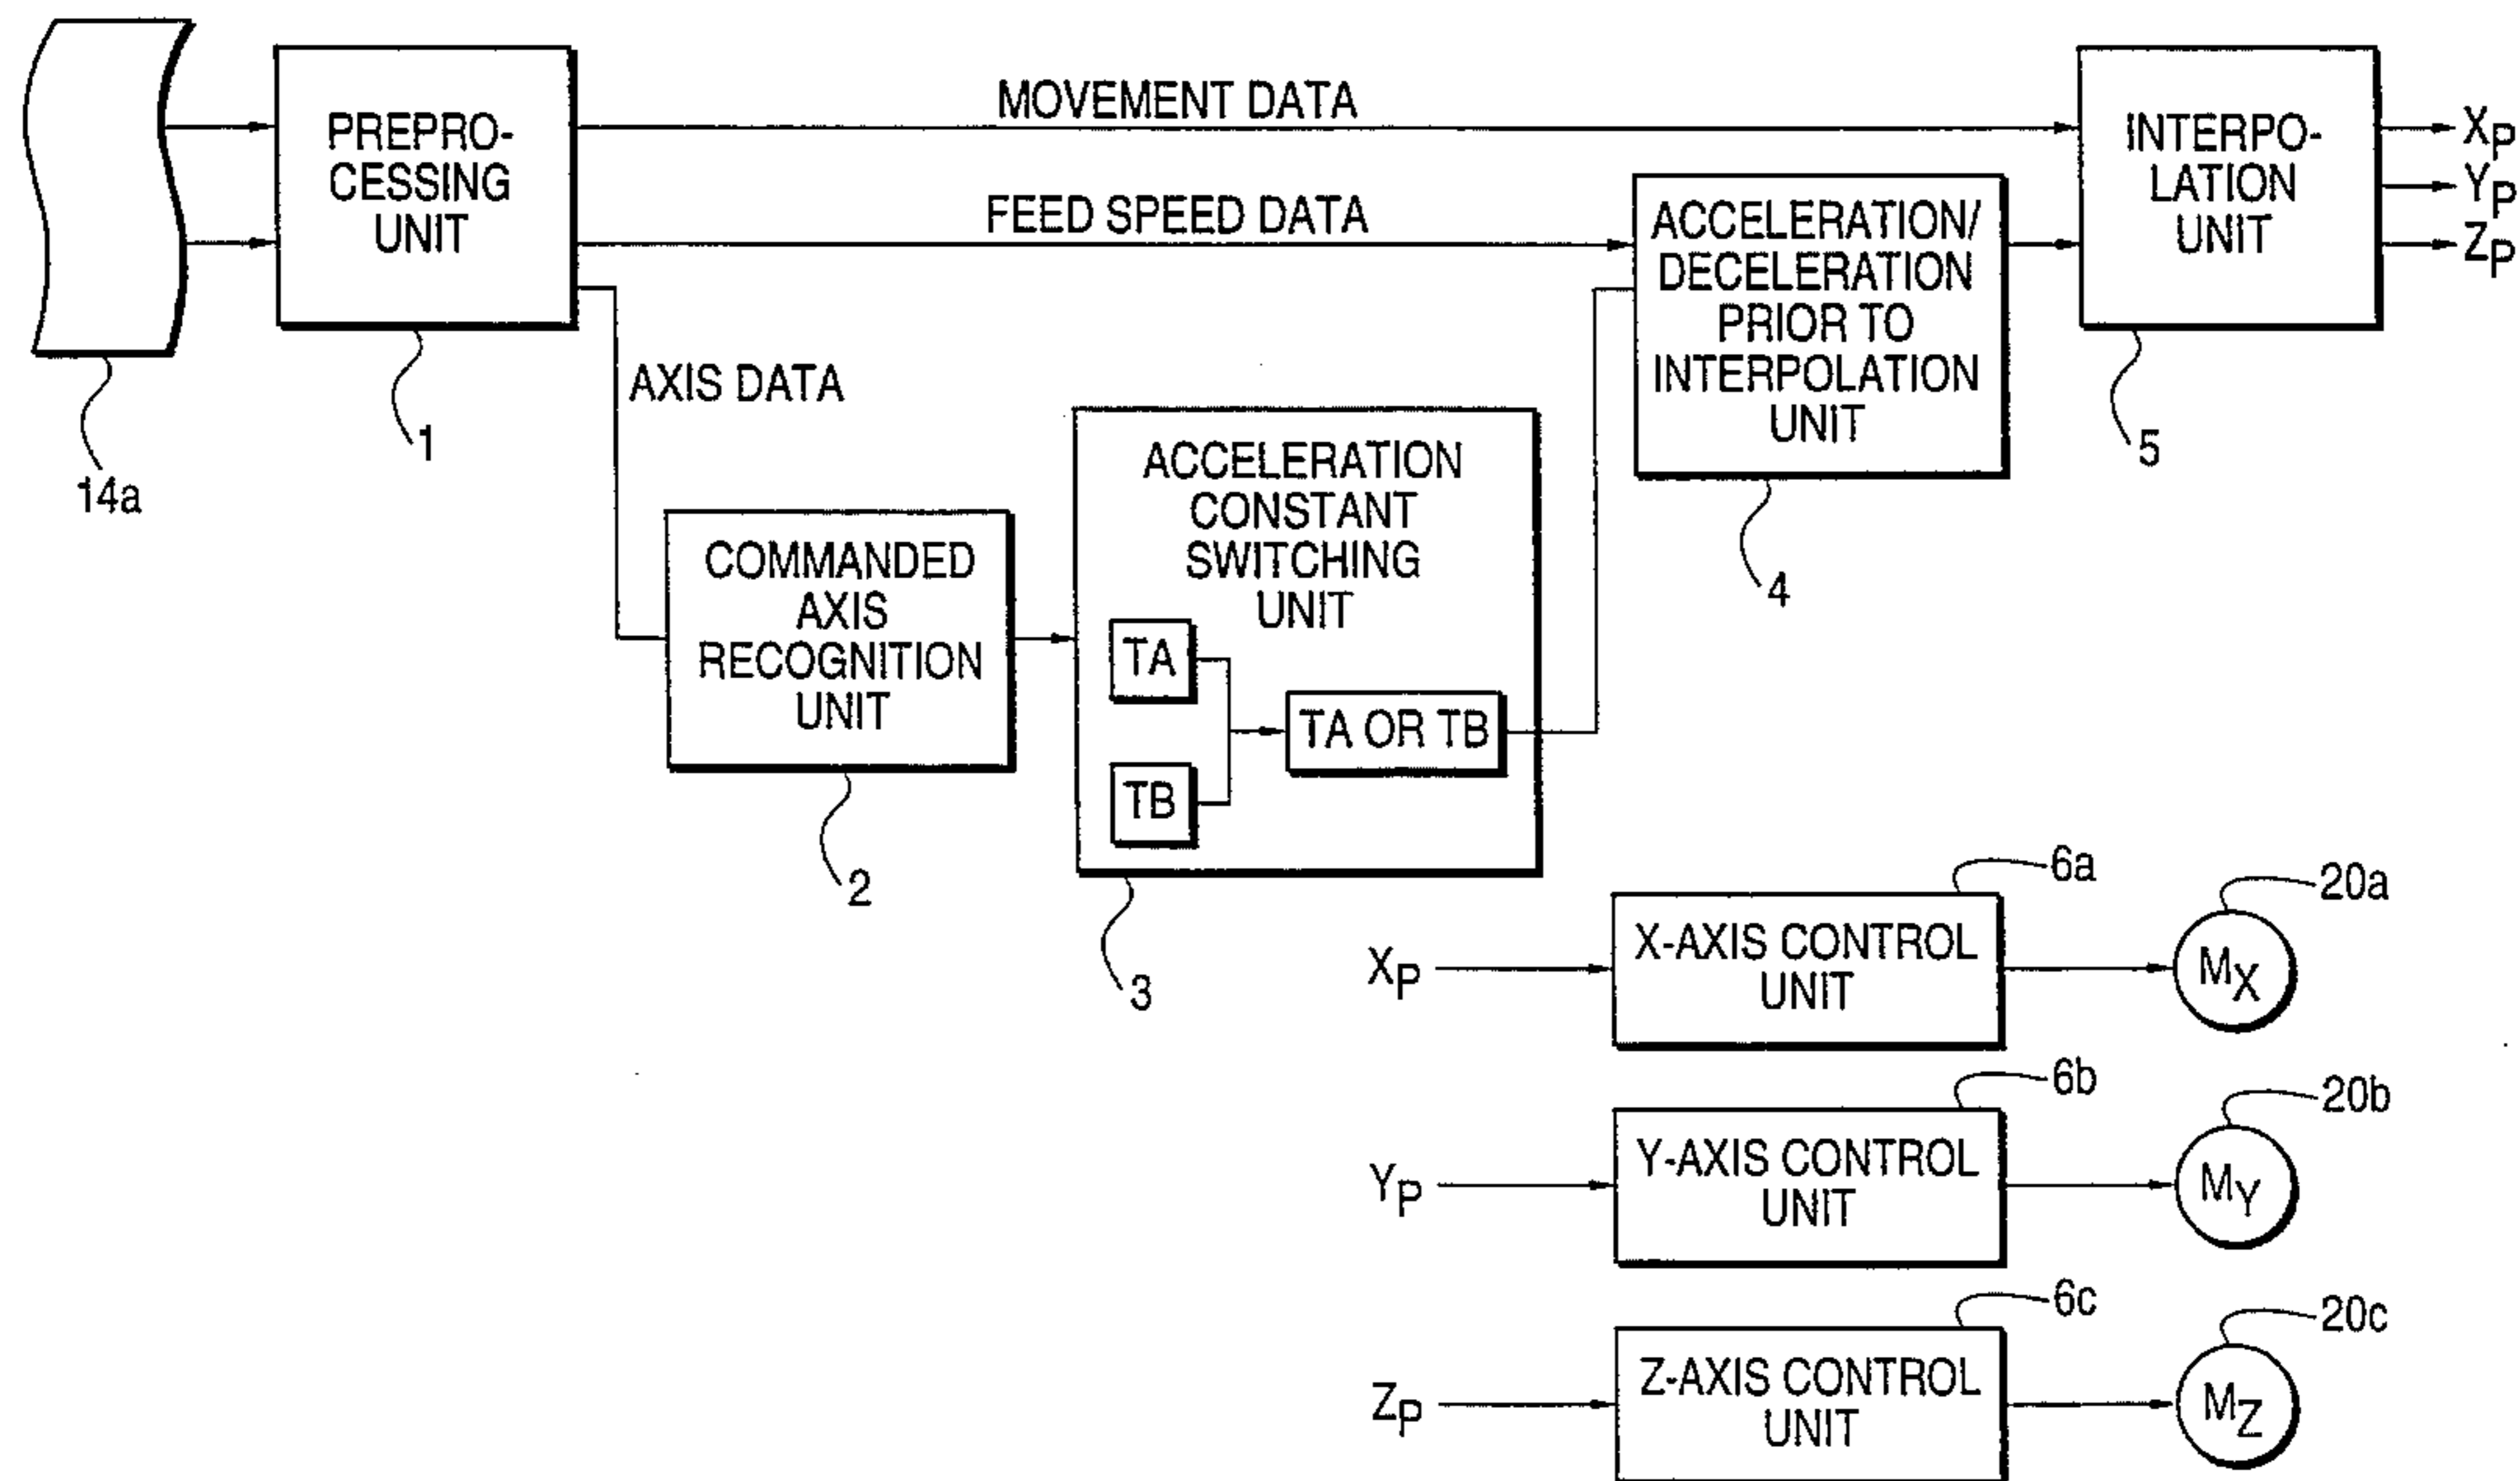 PREPRO-
CESSING
UNIT
1
14a
MOVEMENT DATA
FEED SPEED DATA
AXIS DATA
COMMANDED
AXIS
RECOGNITION
UNIT
2
ACCELERATION
CONSTANT
SWITCHING
UNIT
TA
TB
TA OR TB
3
ACCELERATION/
DECELERATION
PRIOR TO
INTERPOLATION
UNIT
4
INTERPO-
LATION
UNIT
5
XP
YP
ZP
XP
X-AXIS CONTROL
UNIT
6a
MX
20a
YP
Y-AXIS CONTROL
UNIT
6b
MY
20b
ZP
Z-AXIS CONTROL
UNIT
6c
MZ
20c